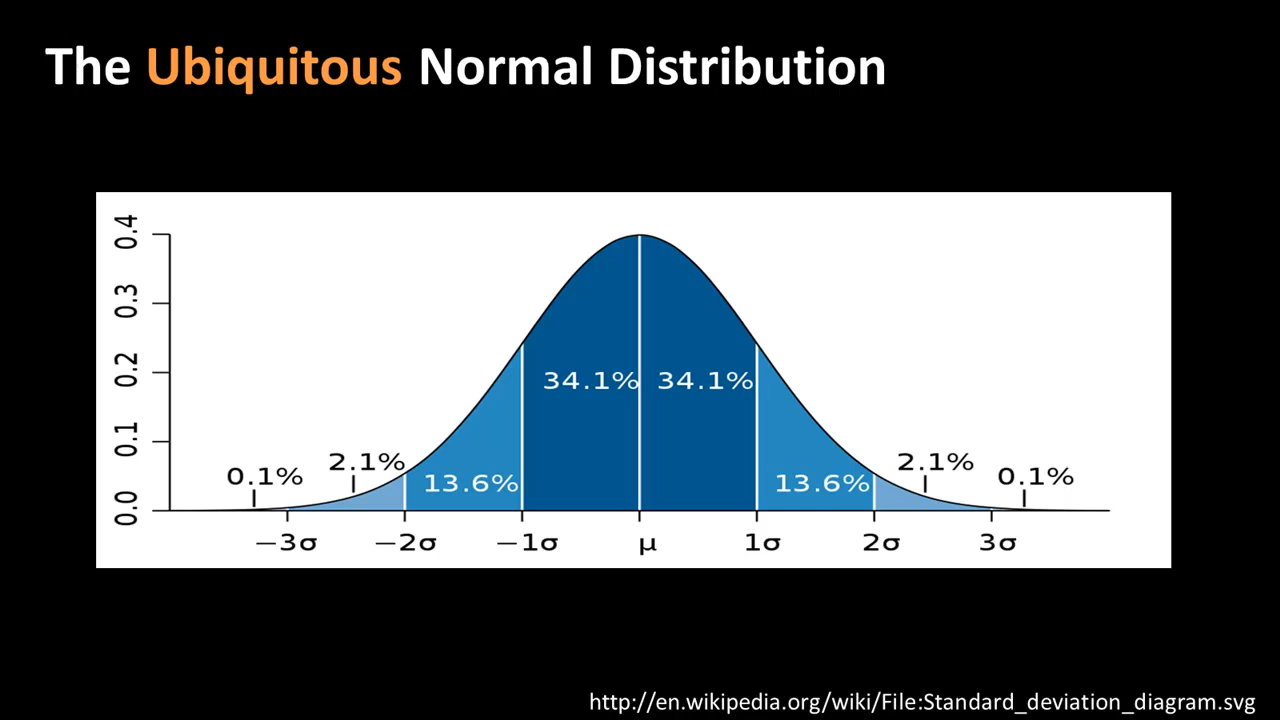 The Ubiquitous Normal Distribution
0.4
0.3
0.2
0.1
0.0
34.1% 34.1%
0.1% 2.1% 13.6% 13.6% 2.1% 0.1%
−3σ −2σ −1σ μ 1σ 2σ 3σ
http://en.wikipedia.org/wiki/File:Standard_deviation_diagram.svg